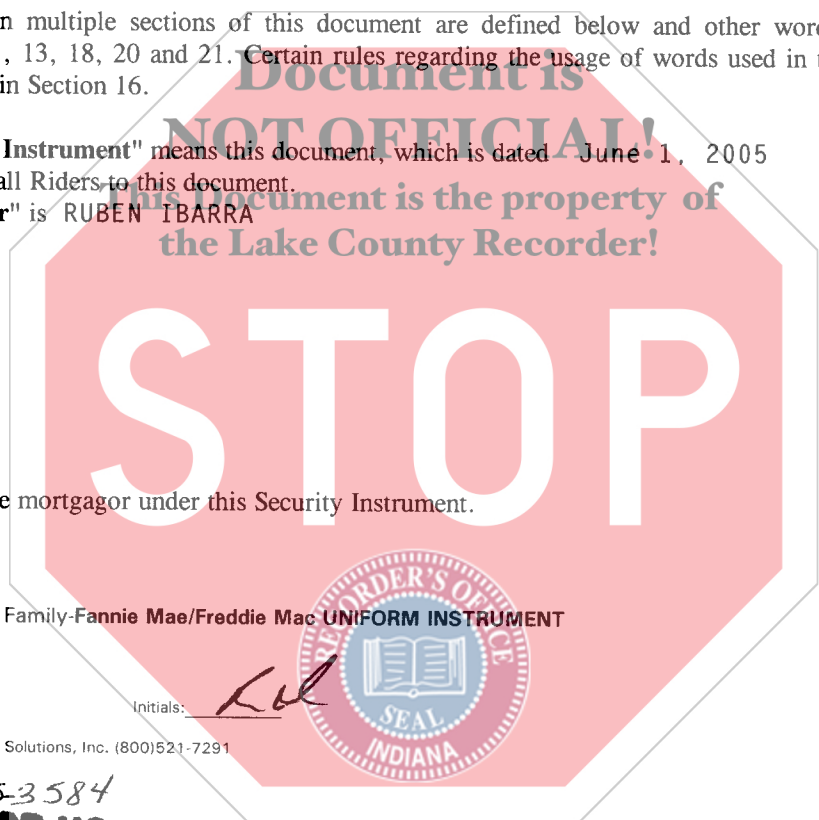 n multiple sections of this document are defined below and other word
, 13, 18, 20 and 21. Certain rules regarding the usage of words used in t
in Section 16.
Document is
NOT OFFICIAL!
Instrument" means this document, which is dated June 1, 2005
all Riders to this document.
This Document is the property of
r" is RUBEN IBARRA
the Lake County Recorder!
STOP
e mortgagor under this Security Instrument.
Family-Fannie Mae/Freddie Mac UNIFORM INSTRUMENT
RECORDER'S OFFICE
SEAL
INDIANA
Initials:
Solutions, Inc. (800)521-7291
-3584